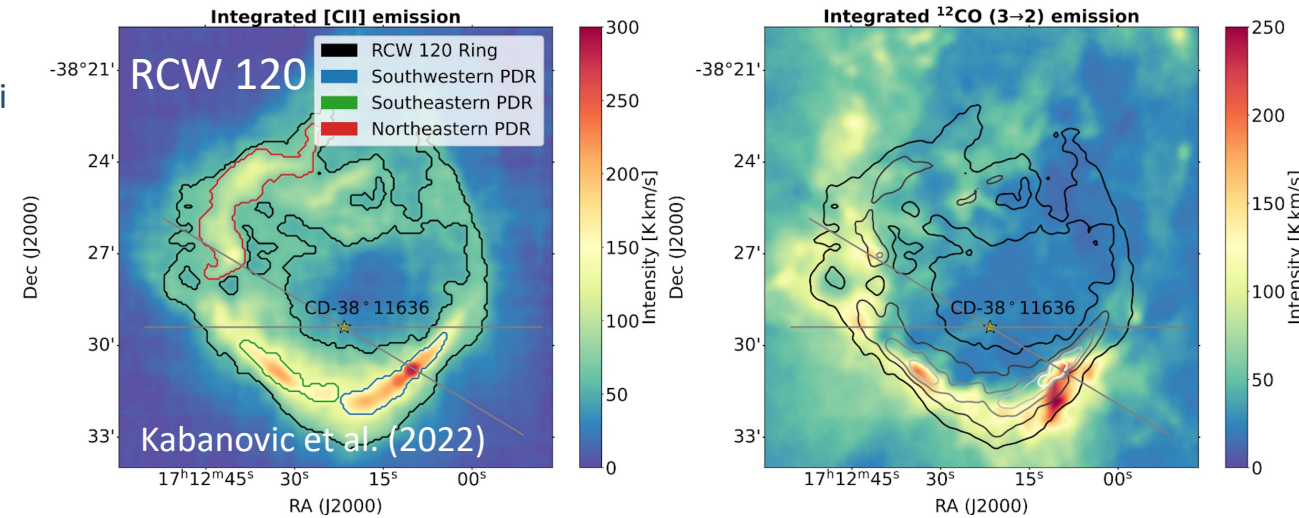 i
Integrated [CII] emission
RCW 120
RCW 120 Ring
Southwestern PDR
Southeastern PDR
Northeastern PDR
CD-38°11636
Kabanovic et al. (2022)
-38°21'
24'
27'
30'
33'
Dec (J2000)
17h12m45s 30s 15s 00s
RA (J2000)
300
250
200
150
100
50
0
Intensity [K km/s]
Integrated ¹²CO (3→2) emission
CD-38°11636
-38°21'
24'
27'
30'
33'
Dec (J2000)
17h12m45s 30s 15s 00s
RA (J2000)
250
200
150
100
50
0
Intensity [K km/s]